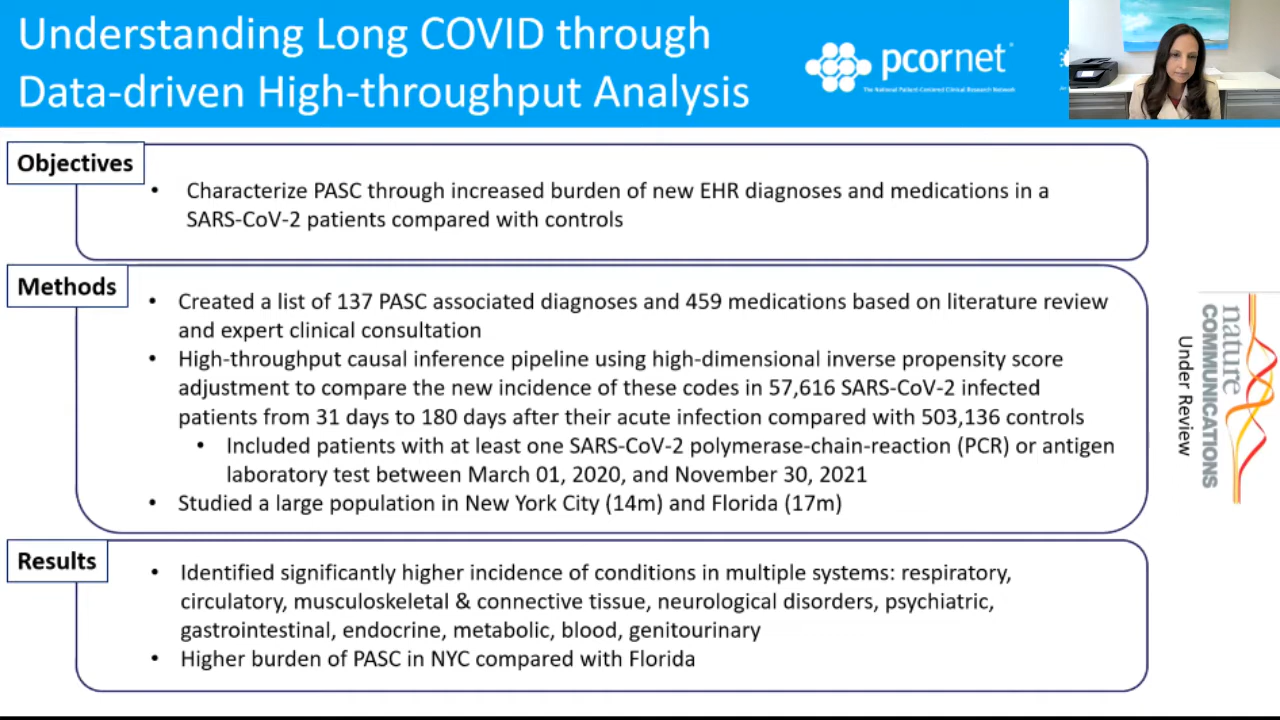 Understanding Long COVID through
Data-driven High-throughput Analysis
pcornet
The National Patient-Centered Clinical Research Network
Objectives
• Characterize PASC through increased burden of new EHR diagnoses and medications in a
SARS-CoV-2 patients compared with controls
Methods
• Created a list of 137 PASC associated diagnoses and 459 medications based on literature review
and expert clinical consultation
• High-throughput causal inference pipeline using high-dimensional inverse propensity score
adjustment to compare the new incidence of these codes in 57,616 SARS-CoV-2 infected
patients from 31 days to 180 days after their acute infection compared with 503,136 controls
• Included patients with at least one SARS-CoV-2 polymerase-chain-reaction (PCR) or antigen
laboratory test between March 01, 2020, and November 30, 2021
• Studied a large population in New York City (14m) and Florida (17m)
nature
COMMUNICATIONS
Under Review
Results
• Identified significantly higher incidence of conditions in multiple systems: respiratory,
circulatory, musculoskeletal & connective tissue, neurological disorders, psychiatric,
gastrointestinal, endocrine, metabolic, blood, genitourinary
• Higher burden of PASC in NYC compared with Florida